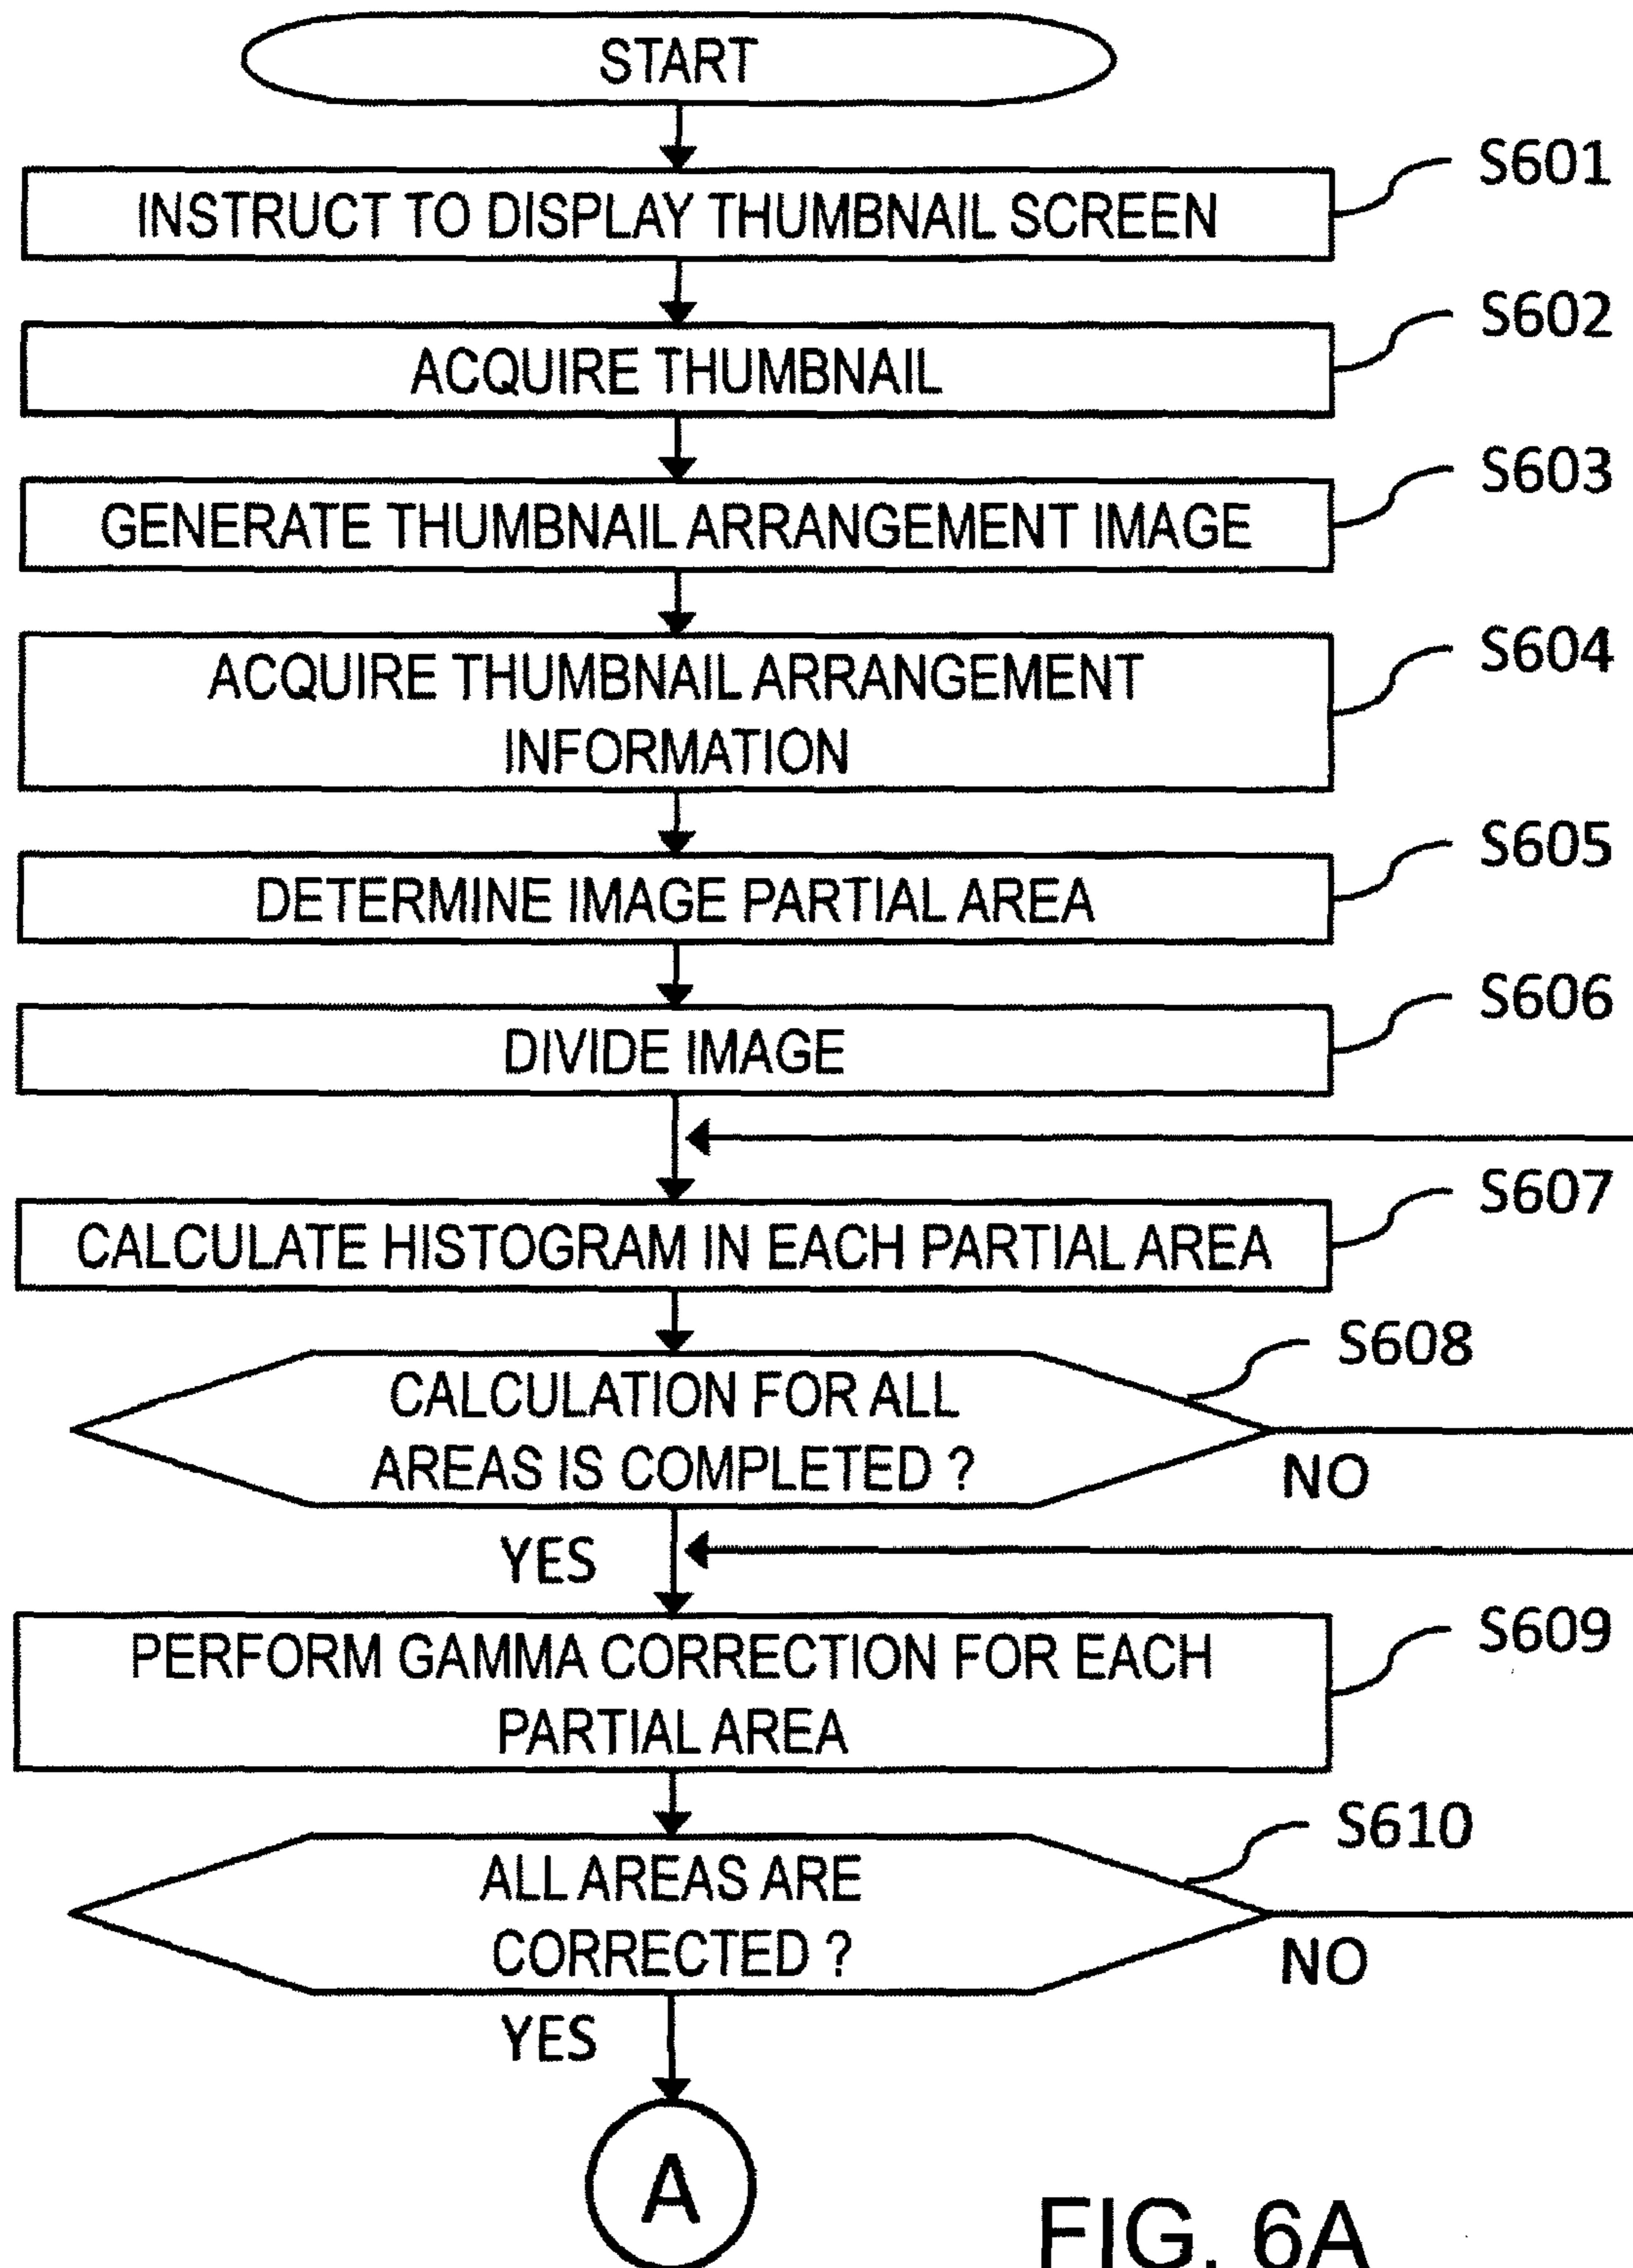 START
S601
INSTRUCT TO DISPLAY THUMBNAIL SCREEN
S602
ACQUIRE THUMBNAIL
S603
GENERATE THUMBNAIL ARRANGEMENT IMAGE
S604
ACQUIRE THUMBNAIL ARRANGEMENT
INFORMATION
S605
DETERMINE IMAGE PARTIAL AREA
S606
DIVIDE IMAGE
S607
CALCULATE HISTOGRAM IN EACH PARTIAL AREA
S608
CALCULATION FOR ALL
AREAS IS COMPLETED ?
NO
YES
S609
PERFORM GAMMA CORRECTION FOR EACH
PARTIAL AREA
S610
ALL AREAS ARE
CORRECTED ?
NO
YES
A
FIG. 6A